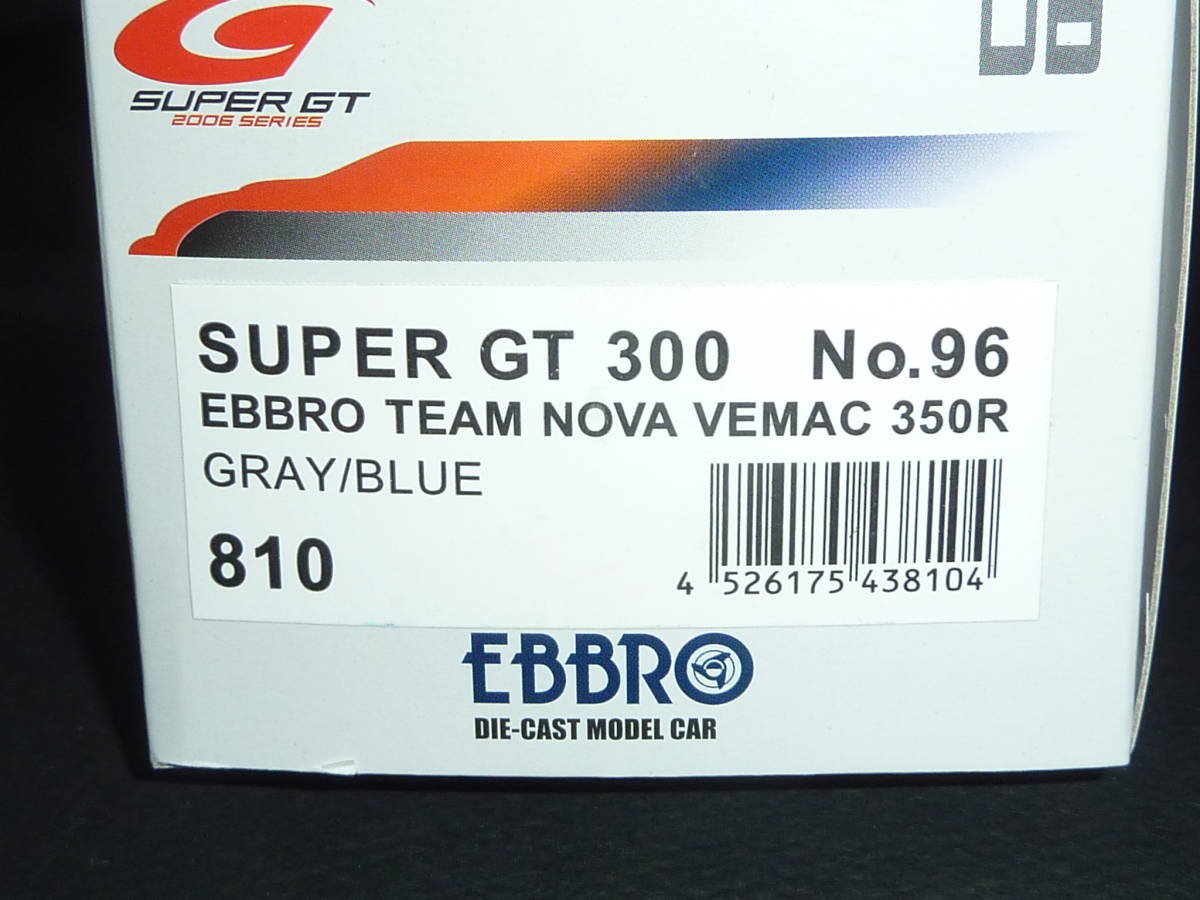 SUPER GT
2006 SERIES
SUPER GT 300 No.96
EBBRO TEAM NOVA VEMAC 350R
GRAY/BLUE
810
4 526175 438104
EBBRO
DIE-CAST MODEL CAR